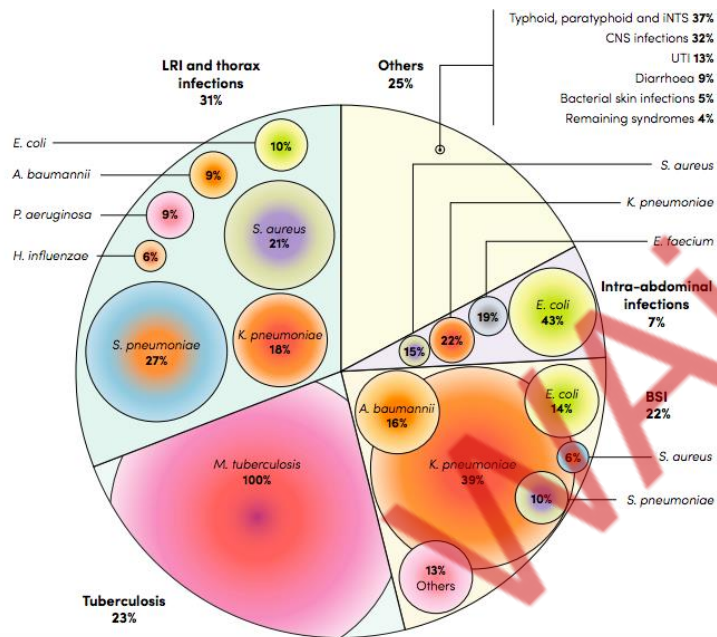 Typhoid, paratyphoid and iNTS 37%
CNS infections 32%
UTI 13%
Diarrhoea 9%
Bacterial skin infections 5%
Remaining syndromes 4%
LRI and thorax
infections
31%
Others
25%
E. coli
10%
A. baumannii
9%
P. aeruginosa
9%
H. influenzae
6%
S. aureus
21%
S. pneumoniae
27%
K. pneumoniae
18%
S. aureus
K. pneumoniae
E. faecium
Intra-abdominal
infections
7%
15%
22%
19%
E. coli
43%
BSI
22%
A. baumannii
16%
E. coli
14%
K. pneumoniae
39%
6%
S. aureus
10%
S. pneumoniae
13%
Others
M. tuberculosis
100%
Tuberculosis
23%